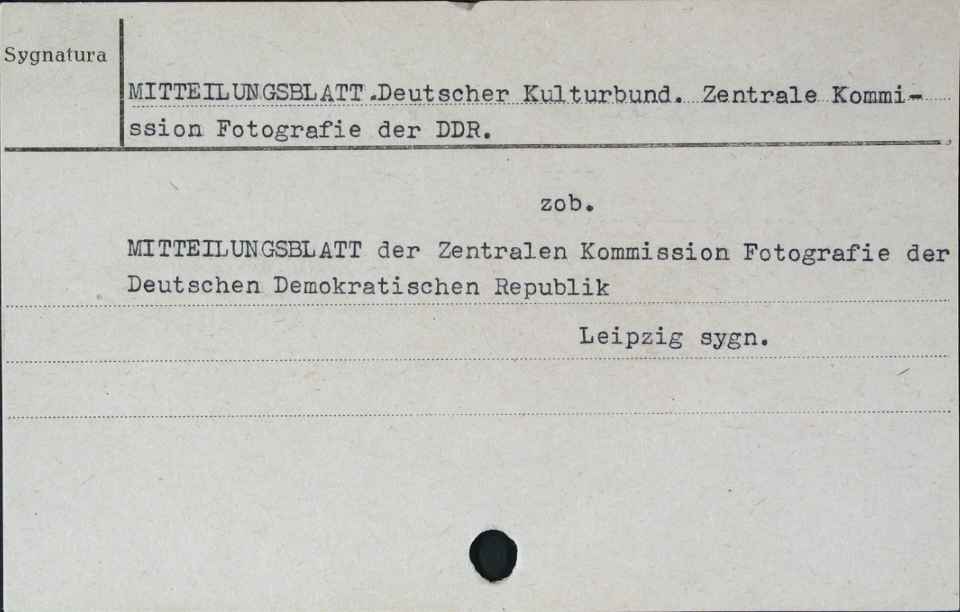 Sygnatura
MITTEILUNGSBLATT.Deutscher Kulturbund. Zentrale Kommi-
ssion Fotografie der DDR.
zob.
MITTEILUNGSBLATT der Zentralen Kommission Fotografie der
Deutschen Demokratischen Republik
Leipzig sygn.